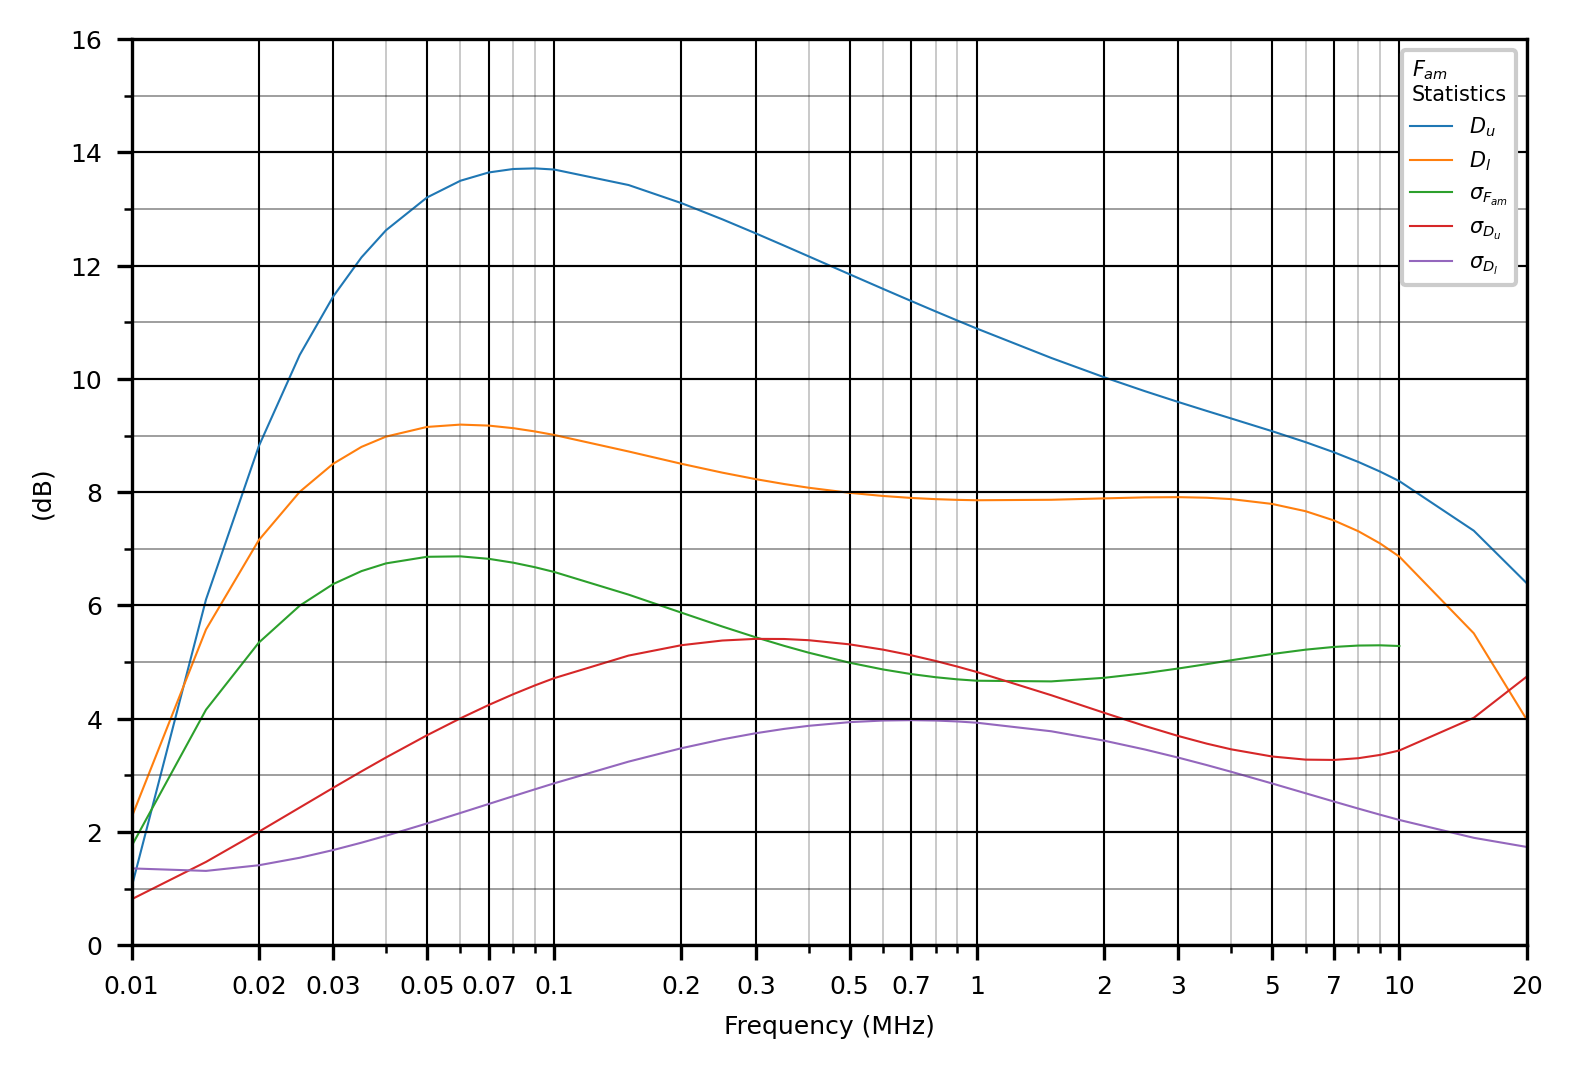 16
14
12
10
8
6
4
2
0
(dB)
F_am
Statistics
D_u
D_l
σ_F_am
σ_D_u
σ_D_l
0.01 0.02 0.03 0.05 0.07 0.1 0.2 0.3 0.5 0.7 1 2 3 5 7 10 20
Frequency (MHz)